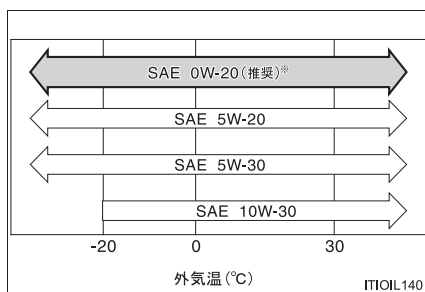 SAE 0W-20(推奨)※
SAE 5W-20
SAE 5W-30
SAE 10W-30
-20 0 30
外気温(℃)
ITIOIL140